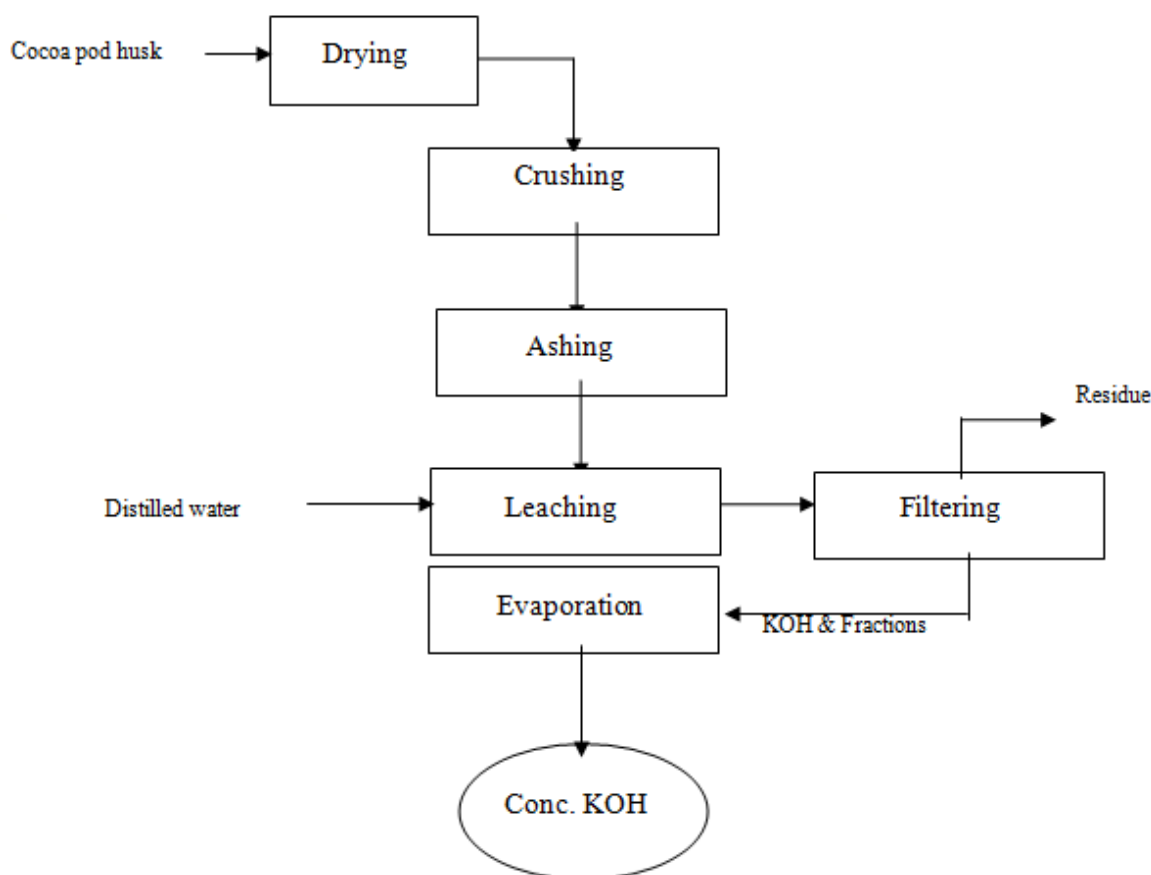 Cocoa pod husk
Drying
Crushing
Ashing
Residue
Distilled water
Leaching
Filtering
Evaporation
KOH & Fractions
Conc. KOH